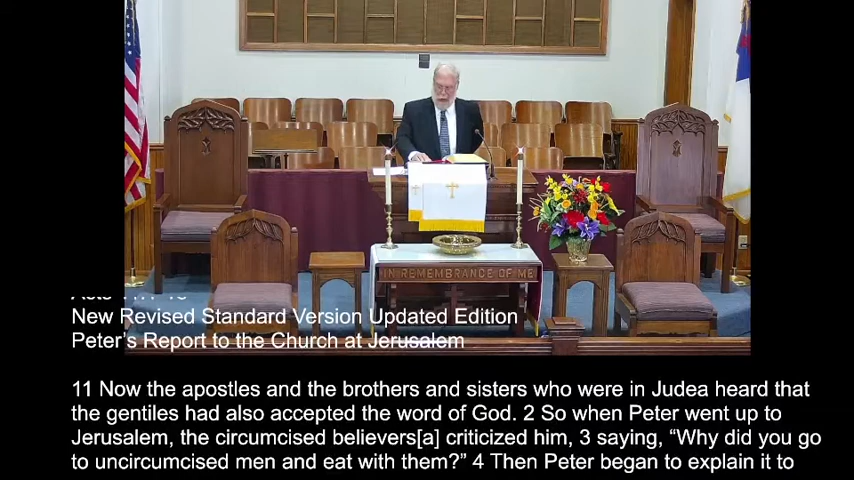 IN REMEMBRANCE OF ME
New Revised Standard Version Updated Edition
Peter's Report to the Church at Jerusalem
11 Now the apostles and the brothers and sisters who were in Judea heard that
the gentiles had also accepted the word of God. 2 So when Peter went up to
Jerusalem, the circumcised believers[a] criticized him, 3 saying, “Why did you go
to uncircumcised men and eat with them?” 4 Then Peter began to explain it to